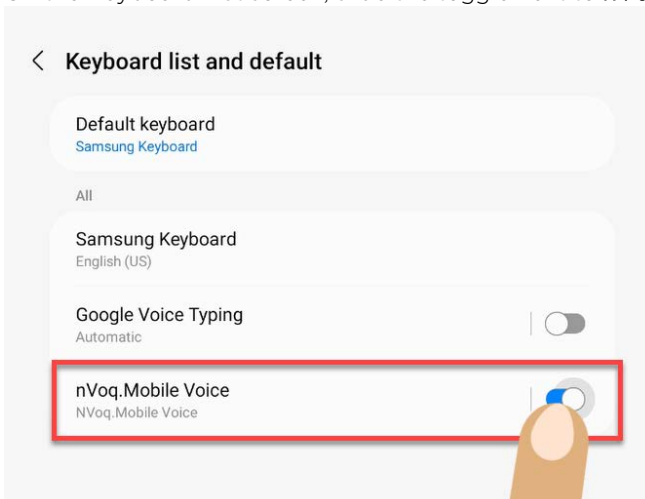 Keyboard list and default
Default keyboard
Samsung Keyboard
All
Samsung Keyboard
English (US)
Google Voice Typing
Automatic
nVoq.Mobile Voice
NVoq.Mobile Voice